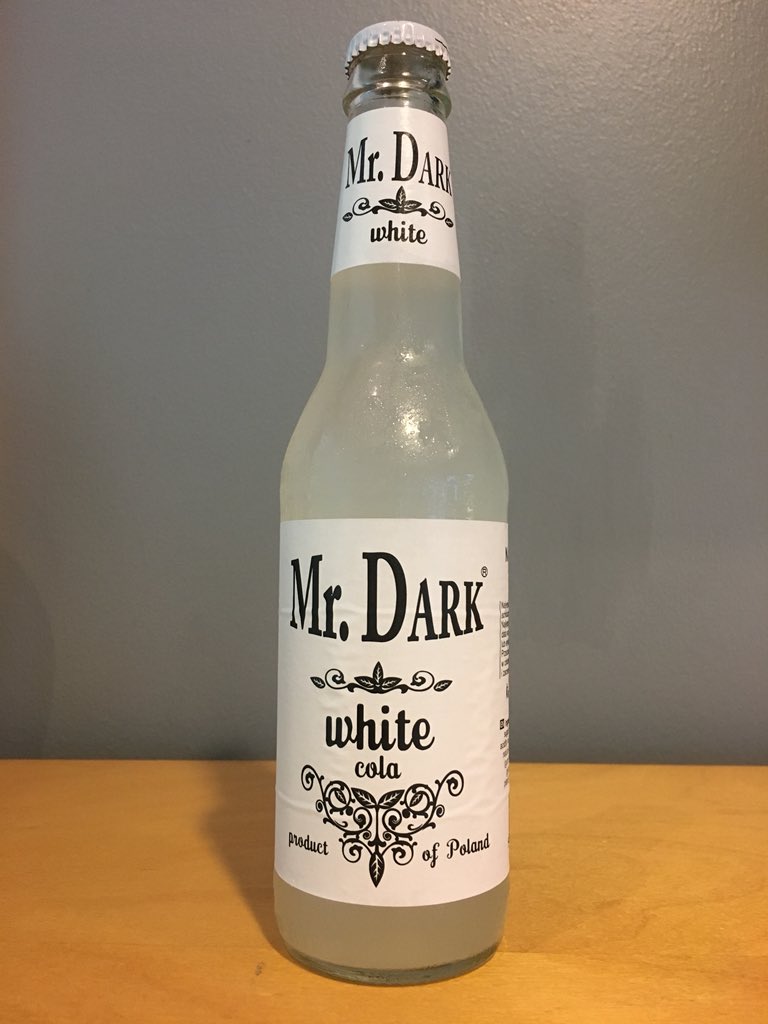 Mr. DARK
white
Mr. DARK®
white
cola
product of Poland